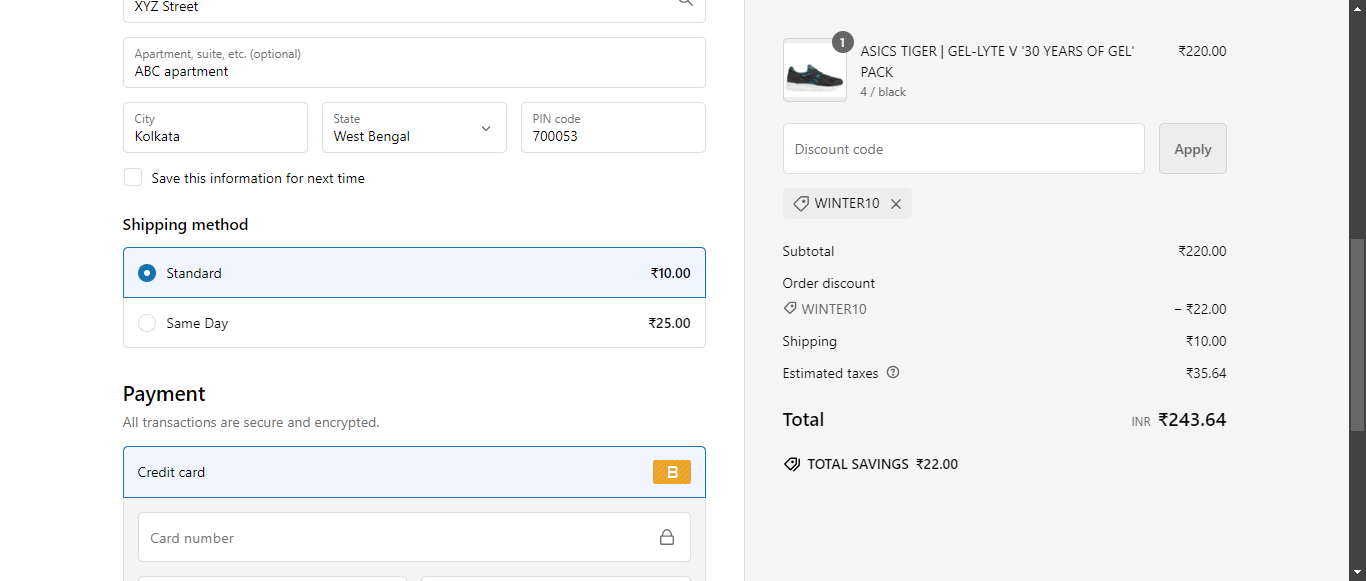 XYZ Street
Apartment, suite, etc. (optional)
ABC apartment
City
Kolkata
State
West Bengal
PIN code
700053
Save this information for next time
Shipping method
Standard ₹10.00
Same Day ₹25.00
Payment
All transactions are secure and encrypted.
Credit card B
Card number
1
ASICS TIGER | GEL-LYTE V '30 YEARS OF GEL' ₹220.00
PACK
4 / black
Discount code Apply
WINTER10
Subtotal ₹220.00
Order discount
WINTER10 − ₹22.00
Shipping ₹10.00
Estimated taxes ₹35.64
Total INR ₹243.64
TOTAL SAVINGS ₹22.00